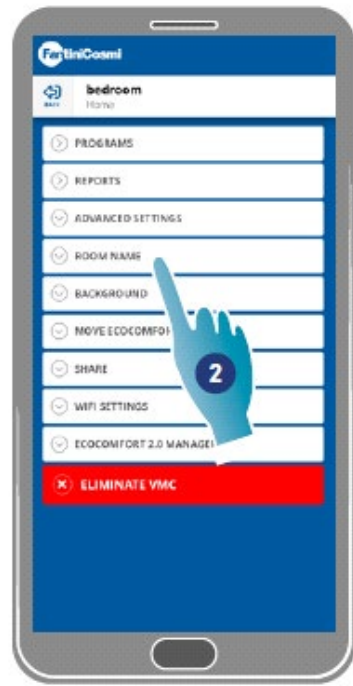 FantiniCosmi
bedroom
BACK Home
PROGRAMS
REPORTS
ADVANCED SETTINGS
ROOM NAME
BACKGROUND
MOVE ECOCOMFO
SHARE
2
WIFI SETTINGS
ECOCOMFORT 2.0 MANAGE
ELIMINATE VMC